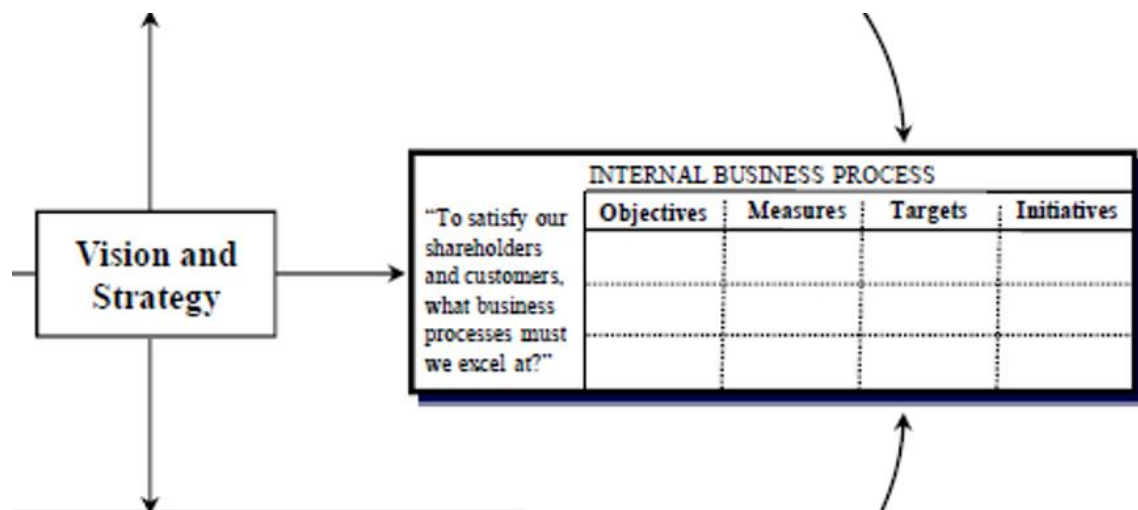 Vision and
Strategy
INTERNAL BUSINESS PROCESS
“To satisfy our
shareholders
and customers,
what business
processes must
we excel at?”
Objectives Measures Targets Initiatives